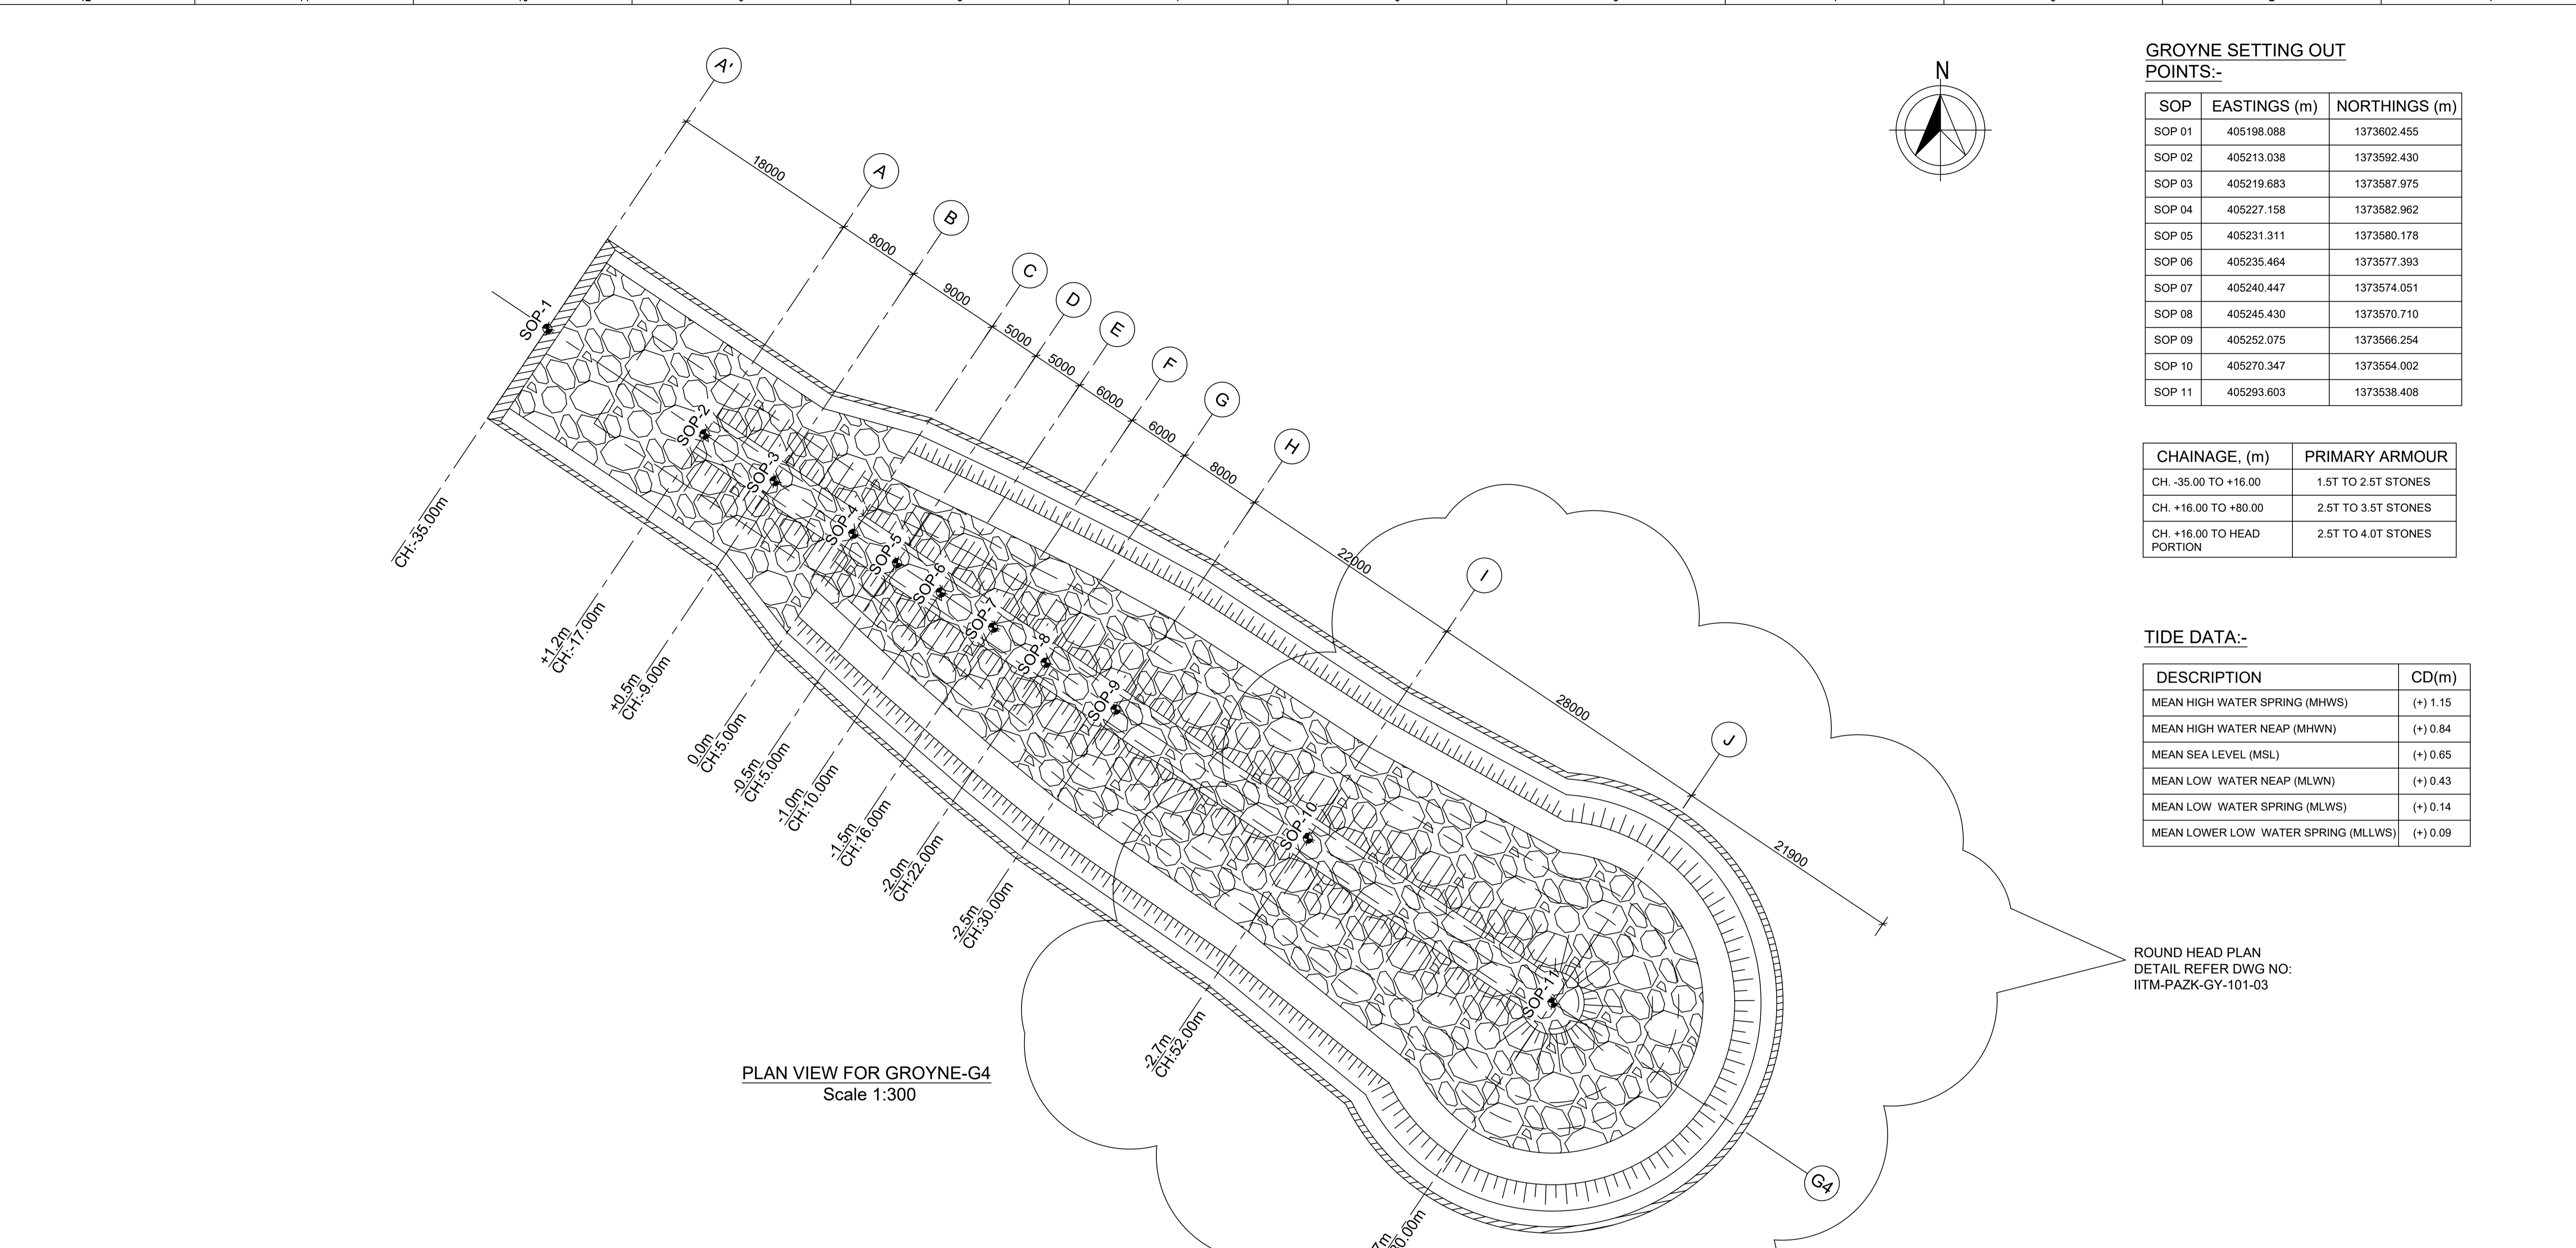 A'
A
B
C
D
E
F
G
H
I
J
G4
18000
8000
9000
5000
5000
6000
6000
8000
22000
28000
21900
SOP-1
SOP-2
SOP-3
SOP-4
SOP-5
SOP-6
SOP-7
SOP-8
SOP-9
SOP-10
SOP-11
CH:-35.00m
+1.2m
CH:-17.00m
+0.5m
CH:-9.00m
0.0m
CH:5.00m
-0.5m
CH:5.00m
-1.0m
CH:10.00m
-1.5m
CH:16.00m
-2.0m
CH:22.00m
-2.5m
CH:30.00m
-2.7m
CH:52.00m
PLAN VIEW FOR GROYNE-G4
Scale 1:300
N
GROYNE SETTING OUT
POINTS:-
SOP EASTINGS (m) NORTHINGS (m)
SOP 01 405198.088 1373602.455
SOP 02 405213.038 1373592.430
SOP 03 405219.683 1373587.975
SOP 04 405227.158 1373582.962
SOP 05 405231.311 1373580.178
SOP 06 405235.464 1373577.393
SOP 07 405240.447 1373574.051
SOP 08 405245.430 1373570.710
SOP 09 405252.075 1373566.254
SOP 10 405270.347 1373554.002
SOP 11 405293.603 1373538.408
CHAINAGE, (m) PRIMARY ARMOUR
CH. -35.00 TO +16.00 1.5T TO 2.5T STONES
CH. +16.00 TO +80.00 2.5T TO 3.5T STONES
CH. +16.00 TO HEAD
PORTION 2.5T TO 4.0T STONES
TIDE DATA:-
DESCRIPTION CD(m)
MEAN HIGH WATER SPRING (MHWS) (+) 1.15
MEAN HIGH WATER NEAP (MHWN) (+) 0.84
MEAN SEA LEVEL (MSL) (+) 0.65
MEAN LOW WATER NEAP (MLWN) (+) 0.43
MEAN LOW WATER SPRING (MLWS) (+) 0.14
MEAN LOWER LOW WATER SPRING (MLLWS) (+) 0.09
ROUND HEAD PLAN
DETAIL REFER DWG NO:
IITM-PAZK-GY-101-03